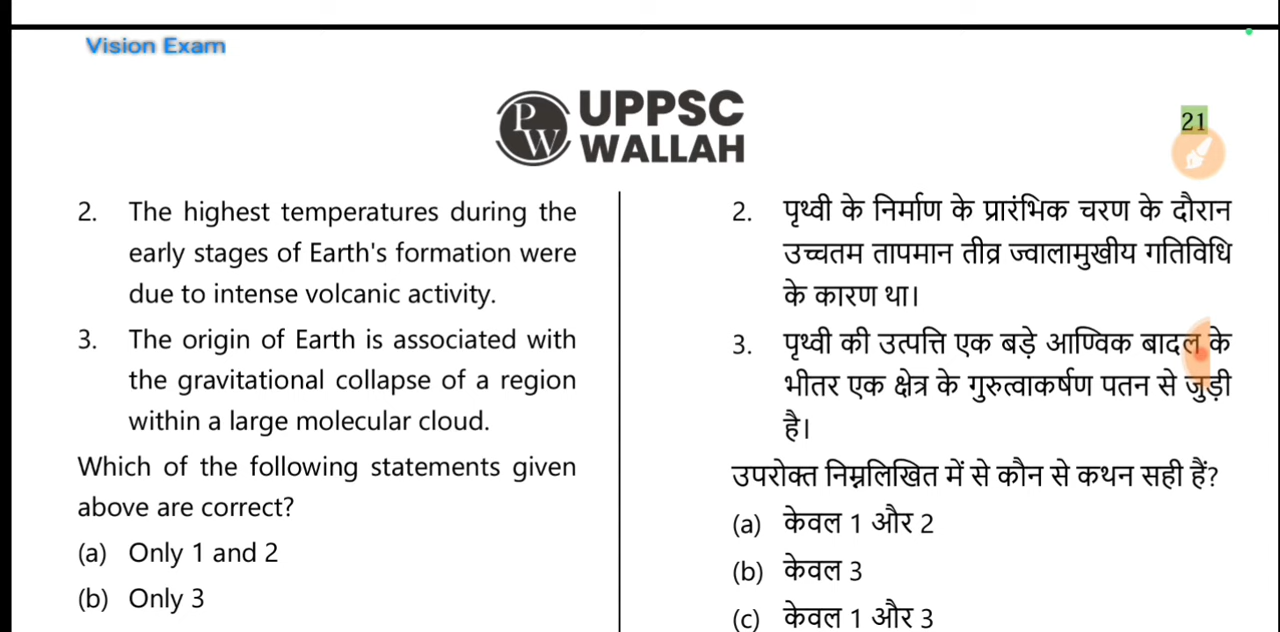 Vision Exam
PW UPPSC
WALLAH
21
2. The highest temperatures during the
early stages of Earth's formation were
due to intense volcanic activity.
3. The origin of Earth is associated with
the gravitational collapse of a region
within a large molecular cloud.
Which of the following statements given
above are correct?
(a) Only 1 and 2
(b) Only 3
2. पृथ्वी के निर्माण के प्रारंभिक चरण के दौरान
उच्चतम तापमान तीव्र ज्वालामुखीय गतिविधि
के कारण था।
3. पृथ्वी की उत्पत्ति एक बड़े आण्विक बादल के
भीतर एक क्षेत्र के गुरुत्वाकर्षण पतन से जुड़ी
है।
उपरोक्त निम्नलिखित में से कौन से कथन सही हैं?
(a) केवल 1 और 2
(b) केवल 3
(c) केवल 1 और 3